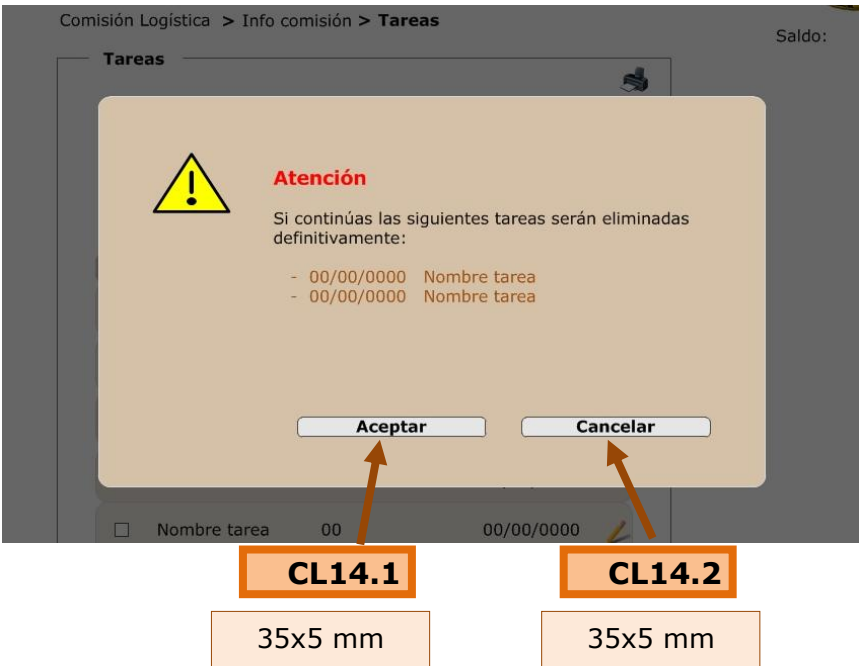 Comisión Logística > Info comisión > Tareas
Saldo:
Tareas
Atención
Si continúas las siguientes tareas serán eliminadas
definitivamente:
- 00/00/0000 Nombre tarea
- 00/00/0000 Nombre tarea
Aceptar Cancelar
Nombre tarea 00 00/00/0000
CL14.1 CL14.2
35x5 mm 35x5 mm